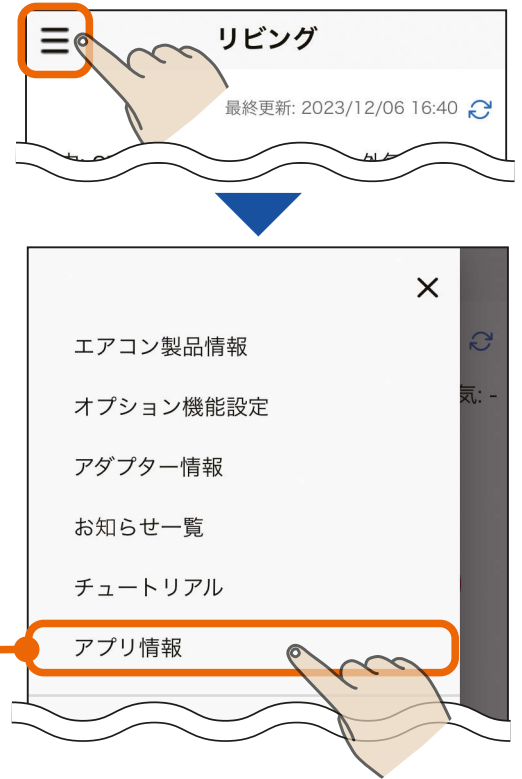 リビング
最終更新: 2023/12/06 16:40
エアコン製品情報
気: -
オプション機能設定
アダプター情報
お知らせ一覧
チュートリアル
アプリ情報